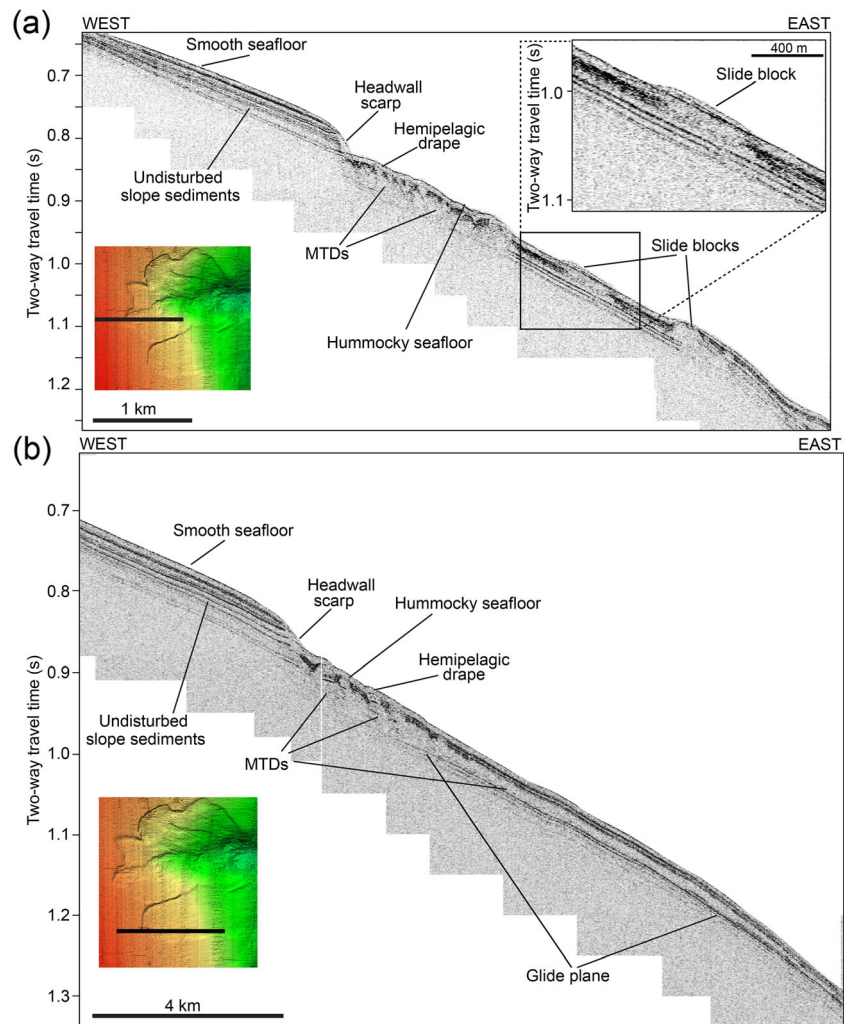 (a)
WEST
EAST
Smooth seafloor
Headwall
scarp
Hemipelagic
drape
Undisturbed
slope sediments
MTDs
Hummocky seafloor
Slide blocks
Slide block
400 m
Two-way travel time (s)
1.0
1.1
Two-way travel time (s)
0.7
0.8
0.9
1.0
1.1
1.2
1 km
(b)
WEST
EAST
Smooth seafloor
Headwall
scarp
Hummocky seafloor
Hemipelagic
drape
Undisturbed
slope sediments
MTDs
Glide plane
Two-way travel time (s)
0.7
0.8
0.9
1.0
1.1
1.2
1.3
4 km